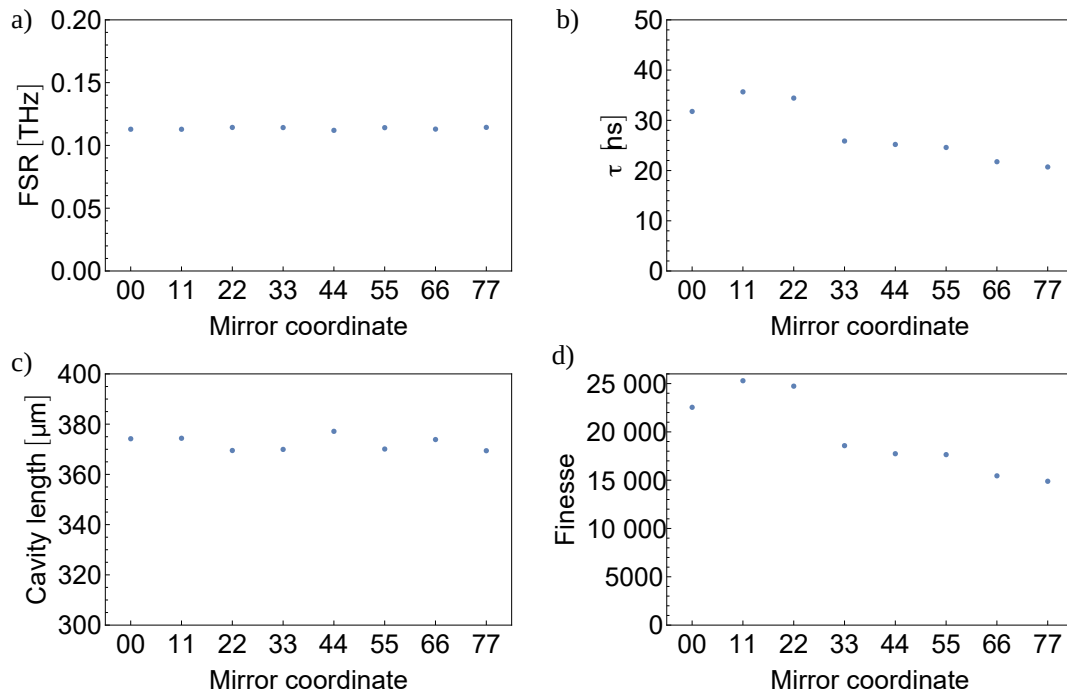 a)
0.20
0.15
0.10
0.05
0.00
FSR [THz]
00 11 22 33 44 55 66 77
Mirror coordinate
b)
50
40
30
20
10
0
τ [ns]
00 11 22 33 44 55 66 77
Mirror coordinate
c)
400
380
360
340
320
300
Cavity length [μm]
00 11 22 33 44 55 66 77
Mirror coordinate
d)
25 000
20 000
15 000
10 000
5000
0
Finesse
00 11 22 33 44 55 66 77
Mirror coordinate